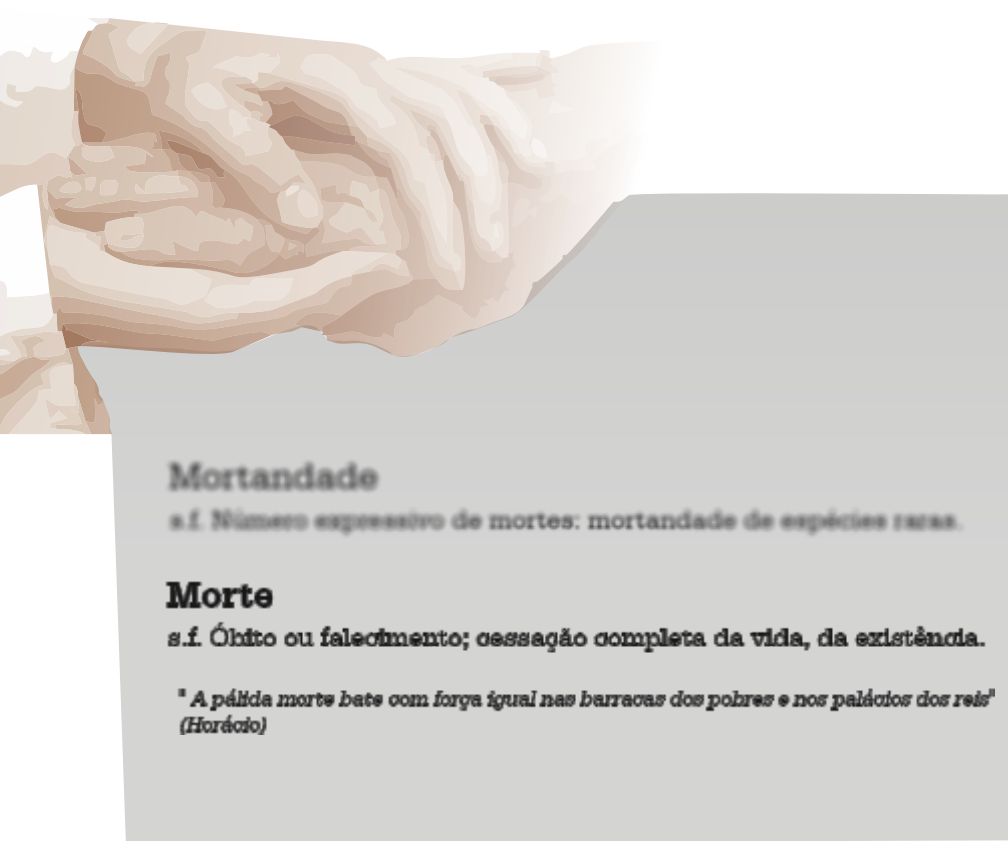 Mortandade
s.f. Número expressivo de mortes: mortandade de espécies raras.
Morte
s.f. Óbito ou falecimento; cessação completa da vida, da existência.
" A pálida morte bate com força igual nas barracas dos pobres e nos palácios dos reis"
(Horácio)